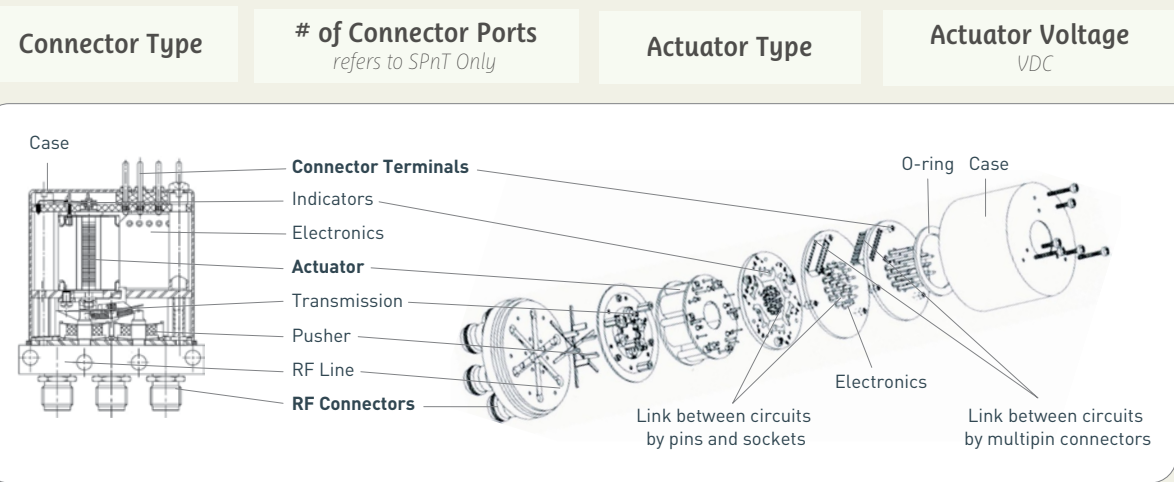 Connector Type
# of Connector Ports
refers to SPnT Only
Actuator Type
Actuator Voltage
VDC
Case
Connector Terminals
Indicators
Electronics
Actuator
Transmission
Pusher
RF Line
RF Connectors
O-ring
Case
Electronics
Link between circuits
by pins and sockets
Link between circuits
by multipin connectors